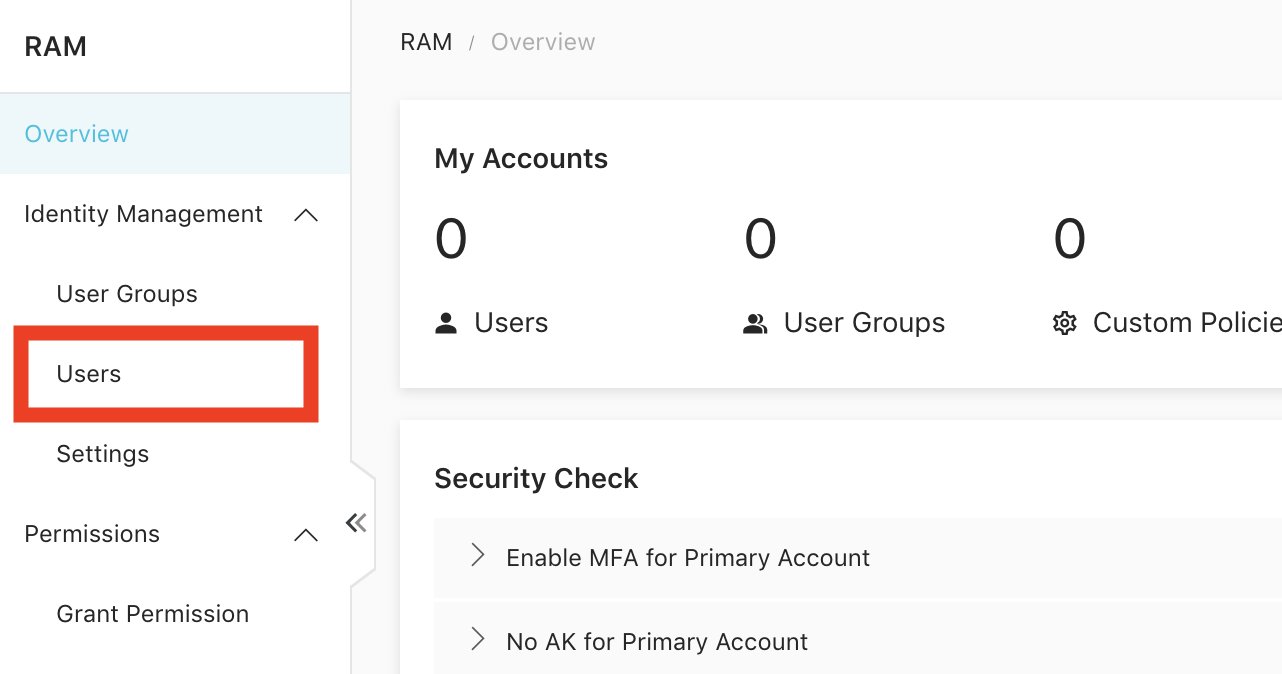 RAM
Overview
Identity Management
User Groups
Users
Settings
Permissions
Grant Permission
RAM / Overview
My Accounts
0 0 0
Users User Groups Custom Policie
Security Check
Enable MFA for Primary Account
No AK for Primary Account